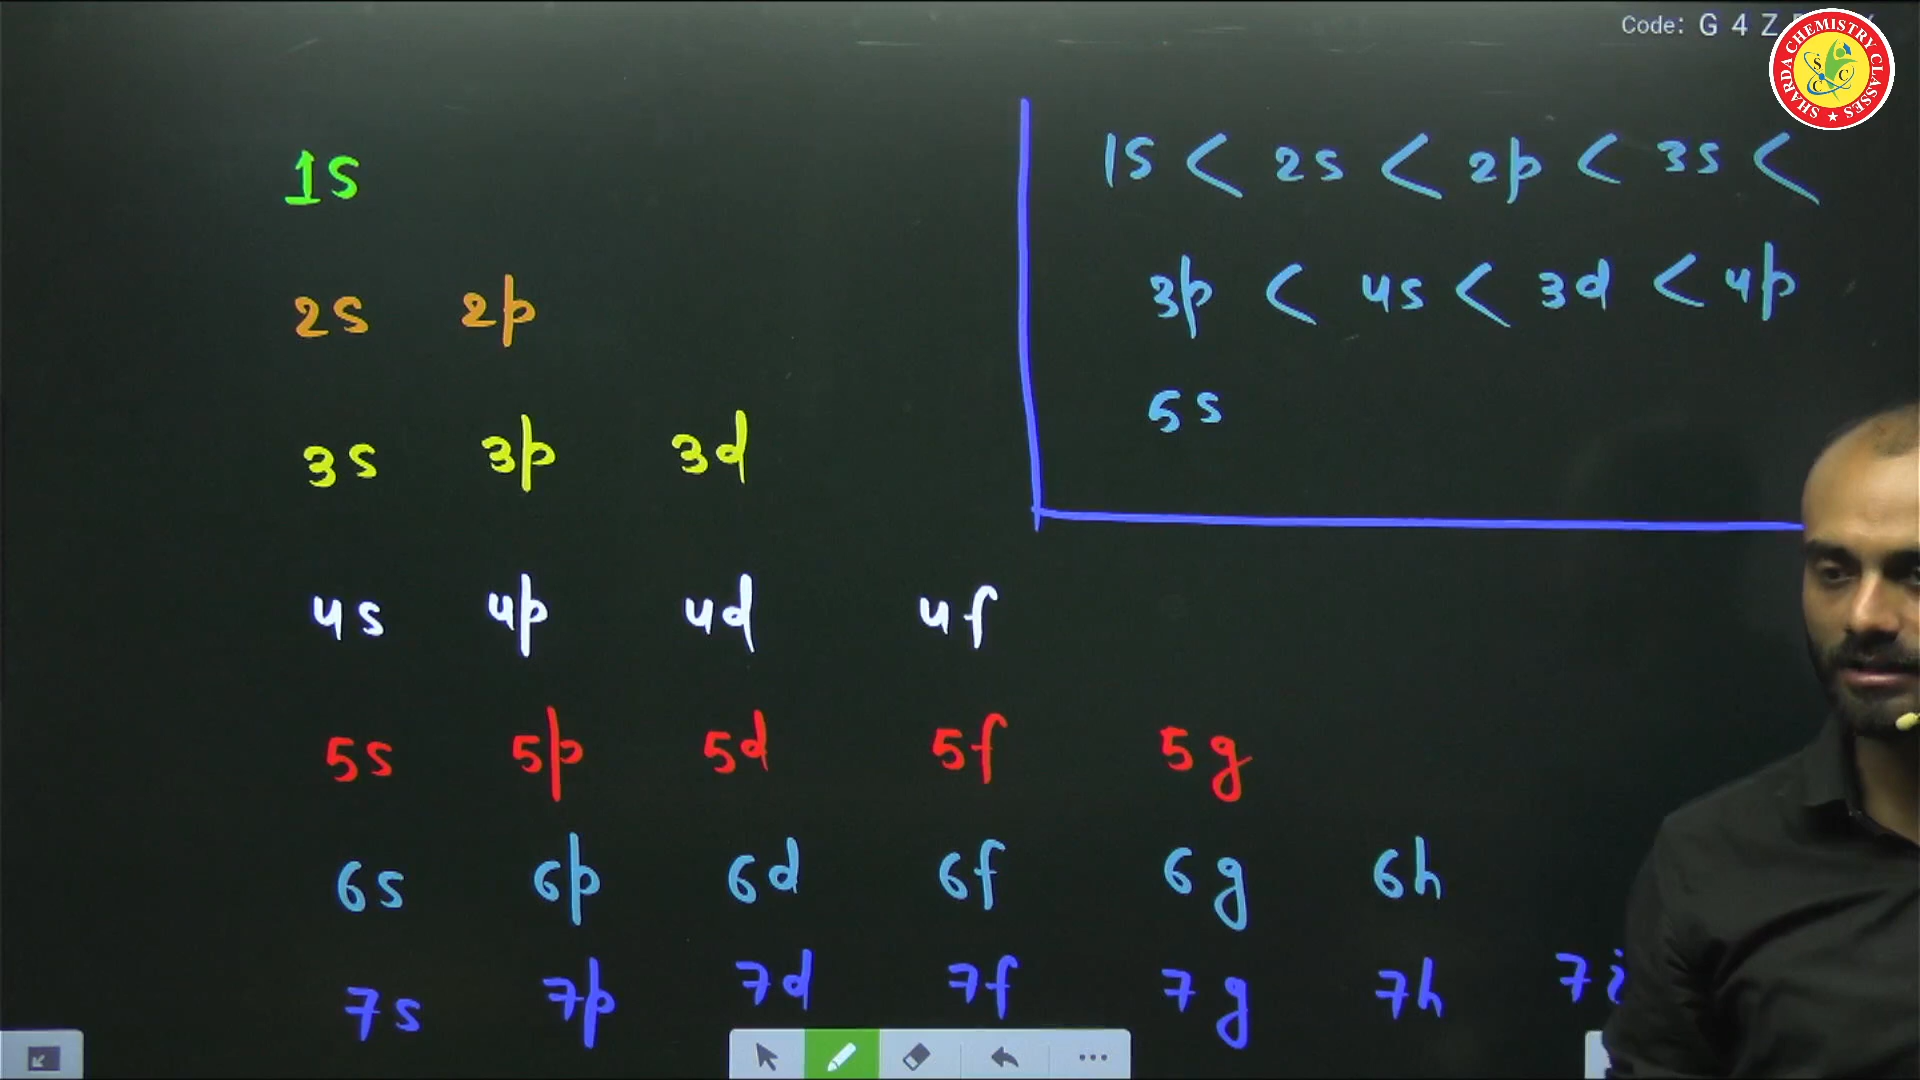 Code: G 4 Z
SHARDA CHEMISTRY CLASSES
S C C
1s
2s 2p
3s 3p 3d
4s 4p 4d 4f
5s 5p 5d 5f 5g
6s 6p 6d 6f 6g 6h
7s 7p 7d 7f 7g 7h 7i
1s < 2s < 2p < 3s <
3p < 4s < 3d < 4p
5s